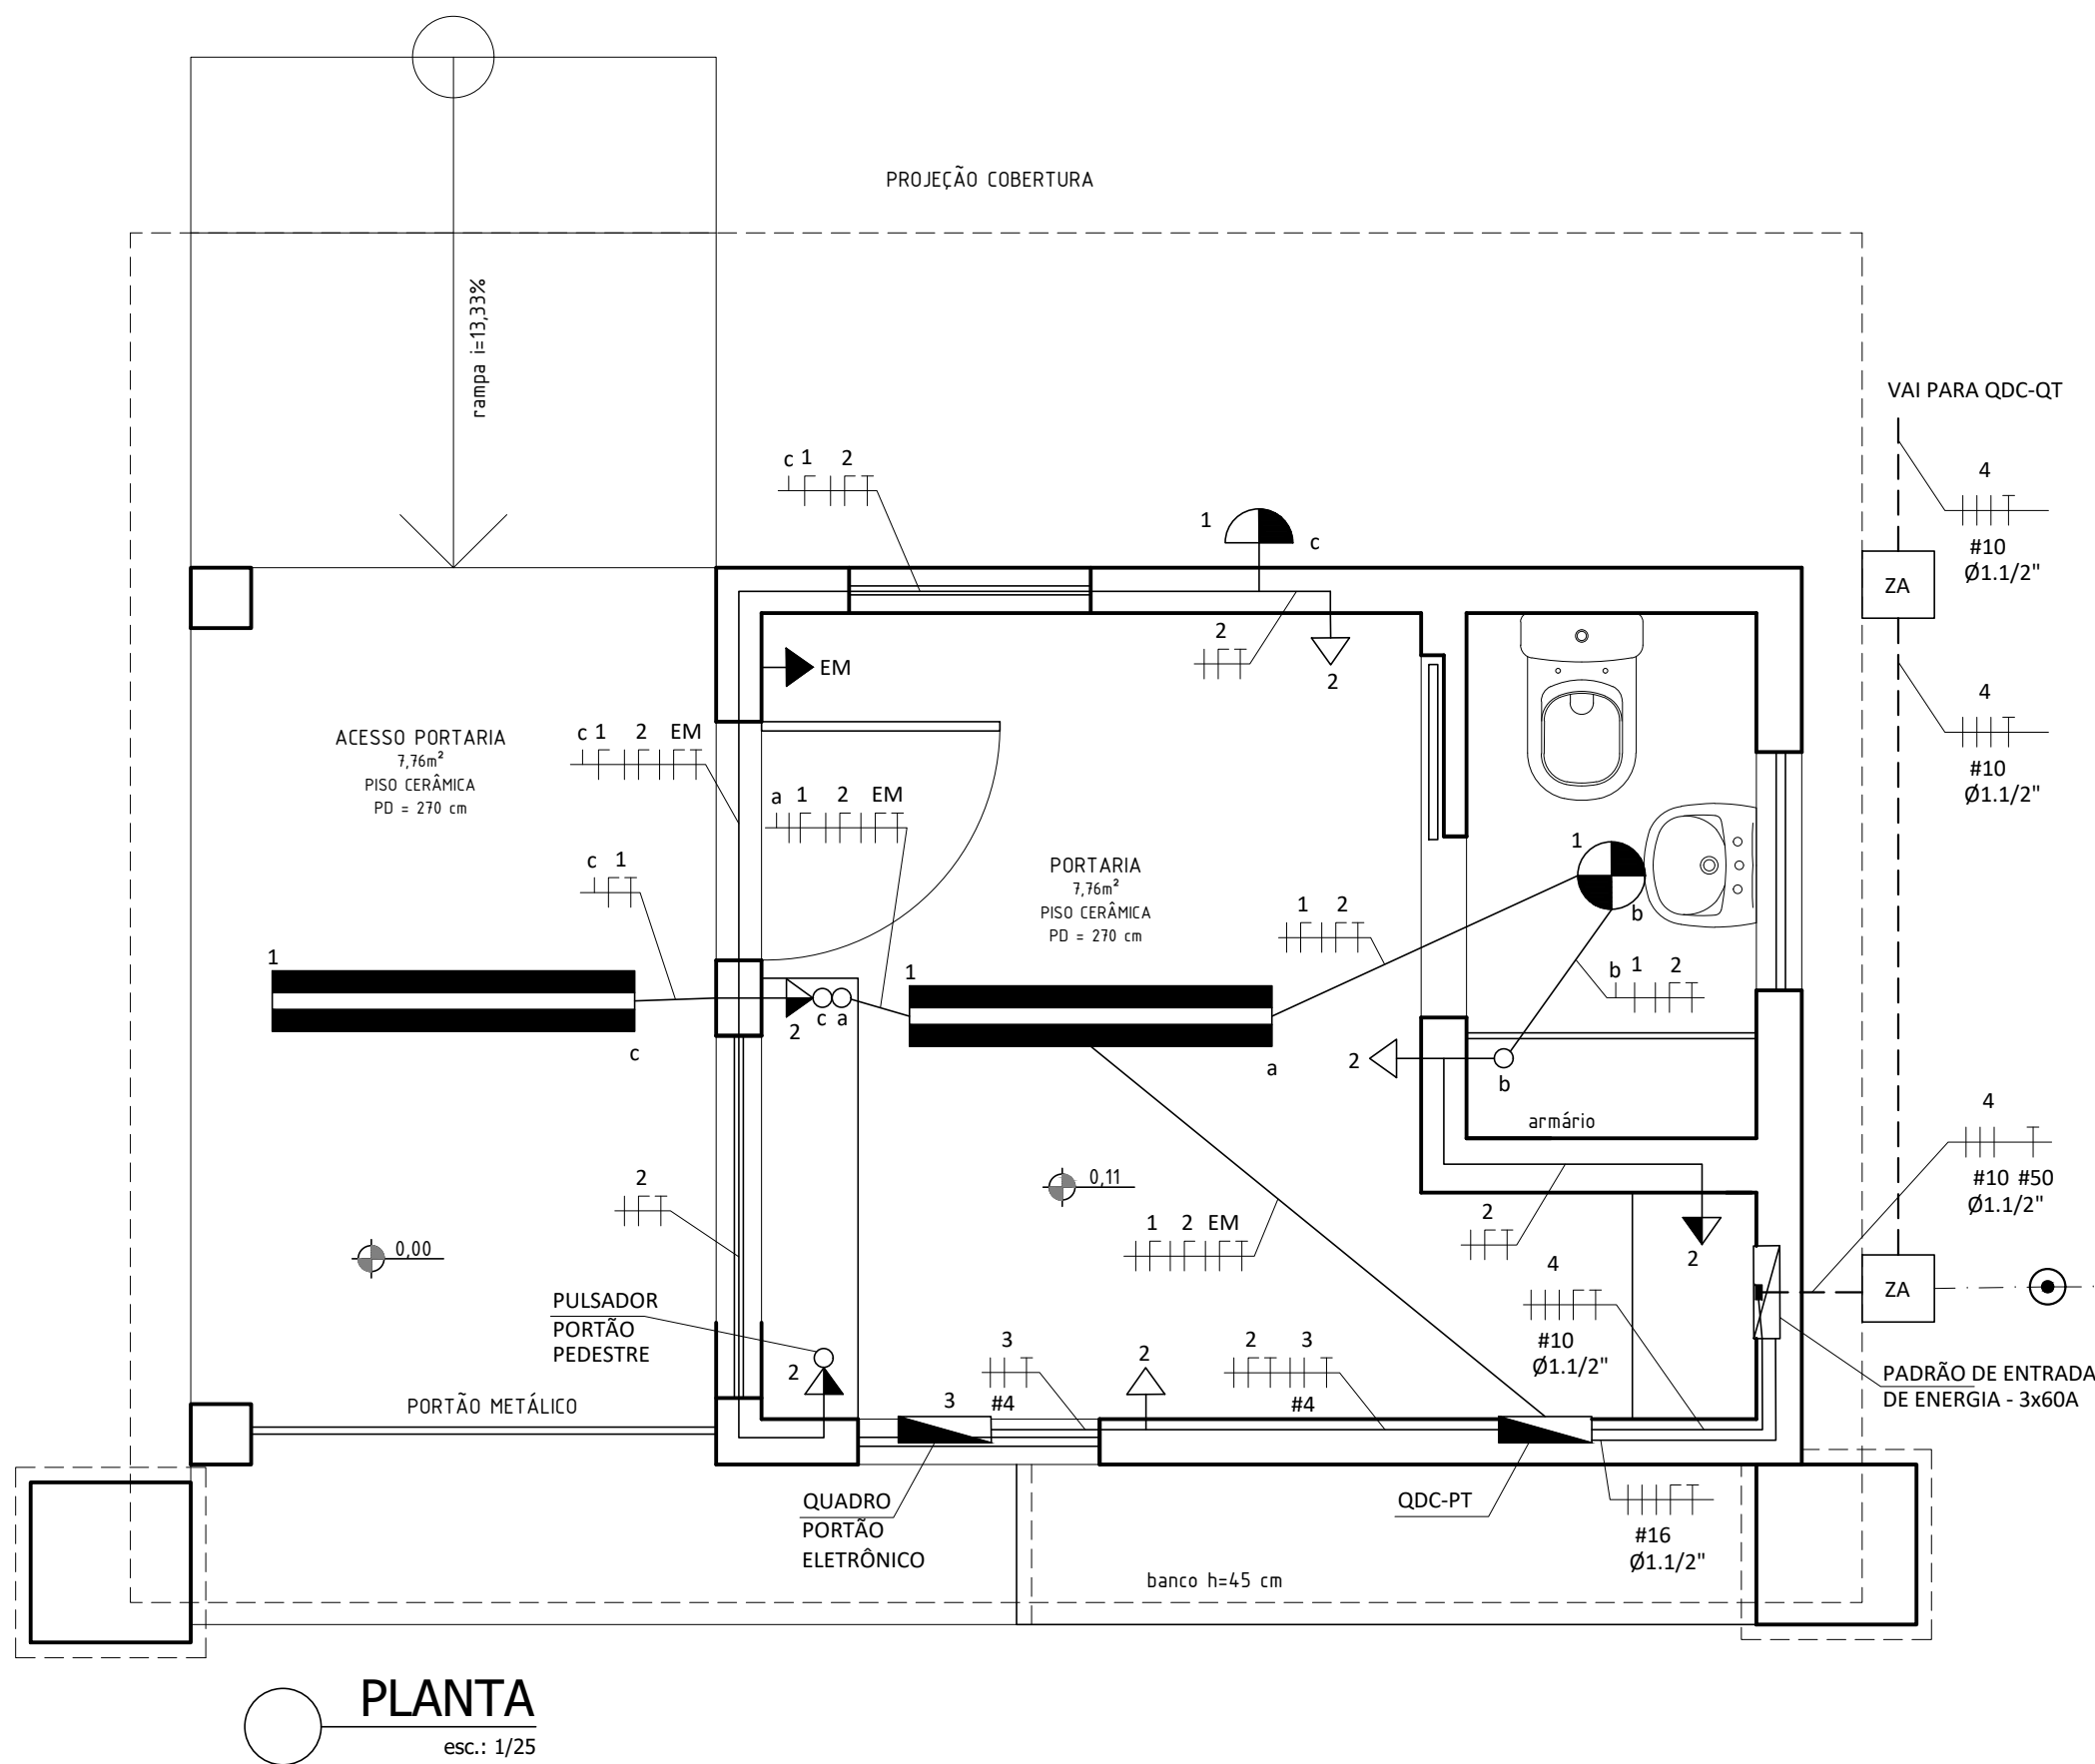 PROJEÇÃO COBERTURA
rampa i=13,33%
VAI PARA QDC-QT
4
#10
Ø1.1/2"
ZA
c 1 2
1
c
2
2
EM
ACESSO PORTARIA
7,76m²
PISO CERÂMICA
PD = 270 cm
c 1 2 EM
a 1 2 EM
4
#10
Ø1.1/2"
c 1
PORTARIA
7,76m²
PISO CERÂMICA
PD = 270 cm
1
b
1 2
b 1 2
1
c
2
c a
1
a
2
b
armário
4
#10 #50
Ø1.1/2"
ZA
2
0,00
0,11
1 2 EM
2
2
4
#10
Ø1.1/2"
PULSADOR
PORTÃO
PEDESTRE
2
PORTÃO METÁLICO
3
3
#4
2
2 3
#4
PADRÃO DE ENTRADA
DE ENERGIA - 3x60A
QUADRO
PORTÃO
ELETRÔNICO
QDC-PT
#16
Ø1.1/2"
banco h=45 cm
PLANTA
esc.: 1/25